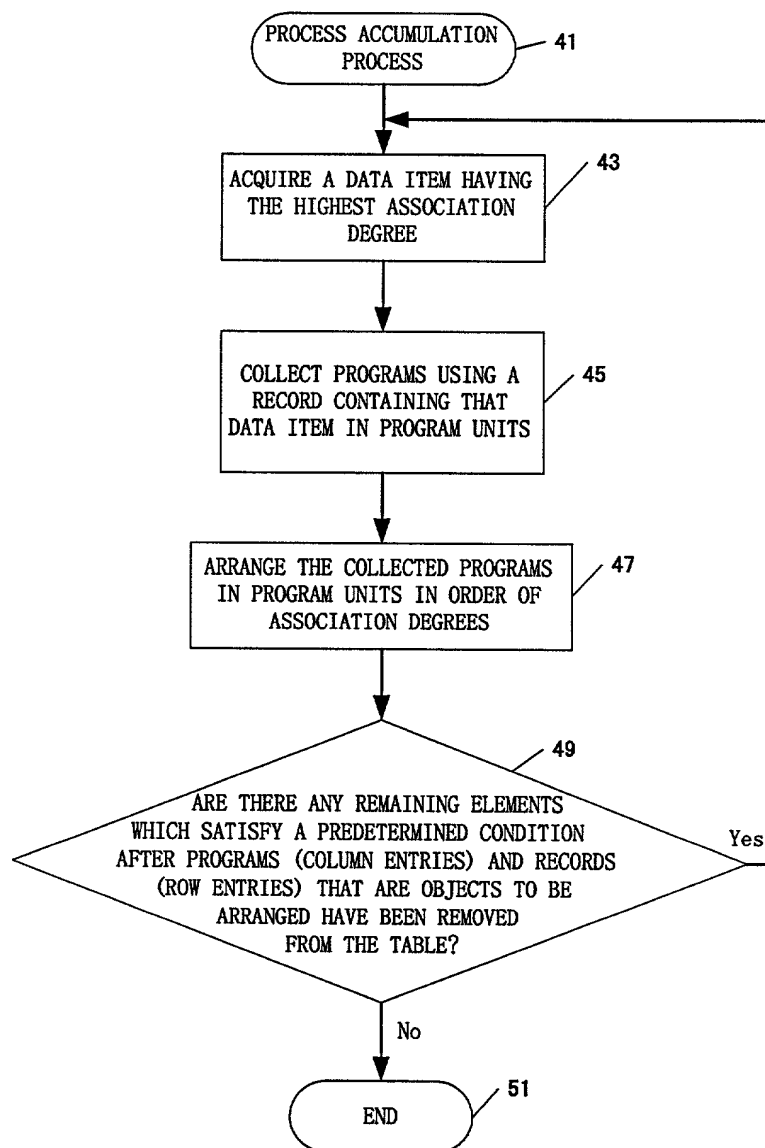 PROCESS ACCUMULATION
PROCESS
41
ACQUIRE A DATA ITEM HAVING
THE HIGHEST ASSOCIATION
DEGREE
43
COLLECT PROGRAMS USING A
RECORD CONTAINING THAT
DATA ITEM IN PROGRAM UNITS
45
ARRANGE THE COLLECTED PROGRAMS
IN PROGRAM UNITS IN ORDER OF
ASSOCIATION DEGREES
47
49
ARE THERE ANY REMAINING ELEMENTS
WHICH SATISFY A PREDETERMINED CONDITION
AFTER PROGRAMS (COLUMN ENTRIES) AND RECORDS
(ROW ENTRIES) THAT ARE OBJECTS TO BE
ARRANGED HAVE BEEN REMOVED
FROM THE TABLE?
Yes
No
END
51